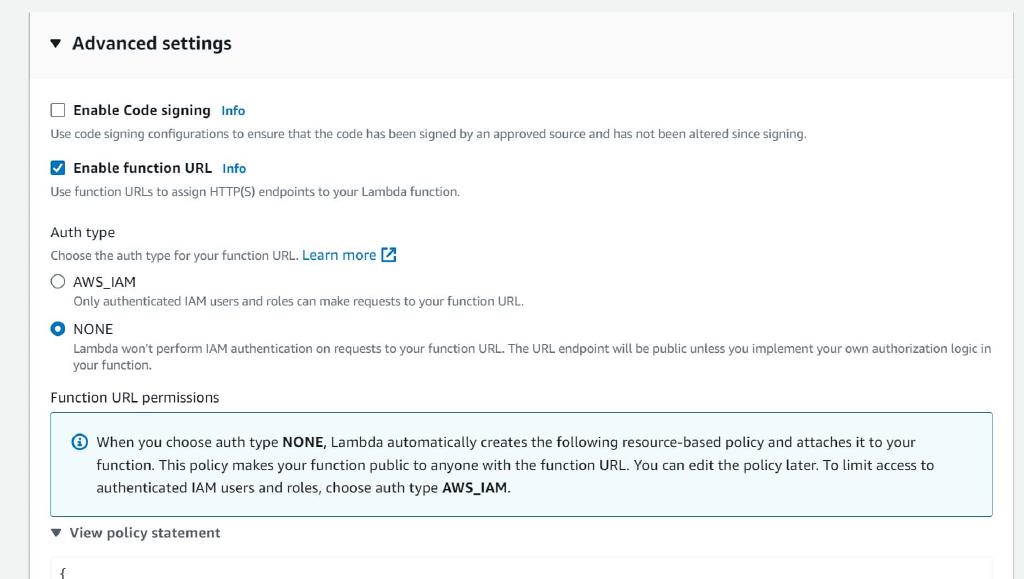 Advanced settings
Enable Code signing Info
Use code signing configurations to ensure that the code has been signed by an approved source and has not been altered since signing.
Enable function URL Info
Use function URLs to assign HTTP(S) endpoints to your Lambda function.
Auth type
Choose the auth type for your function URL. Learn more
AWS_IAM
Only authenticated IAM users and roles can make requests to your function URL.
NONE
Lambda won't perform IAM authentication on requests to your function URL. The URL endpoint will be public unless you implement your own authorization logic in
your function.
Function URL permissions
When you choose auth type NONE, Lambda automatically creates the following resource-based policy and attaches it to your
function. This policy makes your function public to anyone with the function URL. You can edit the policy later. To limit access to
authenticated IAM users and roles, choose auth type AWS_IAM.
View policy statement
{